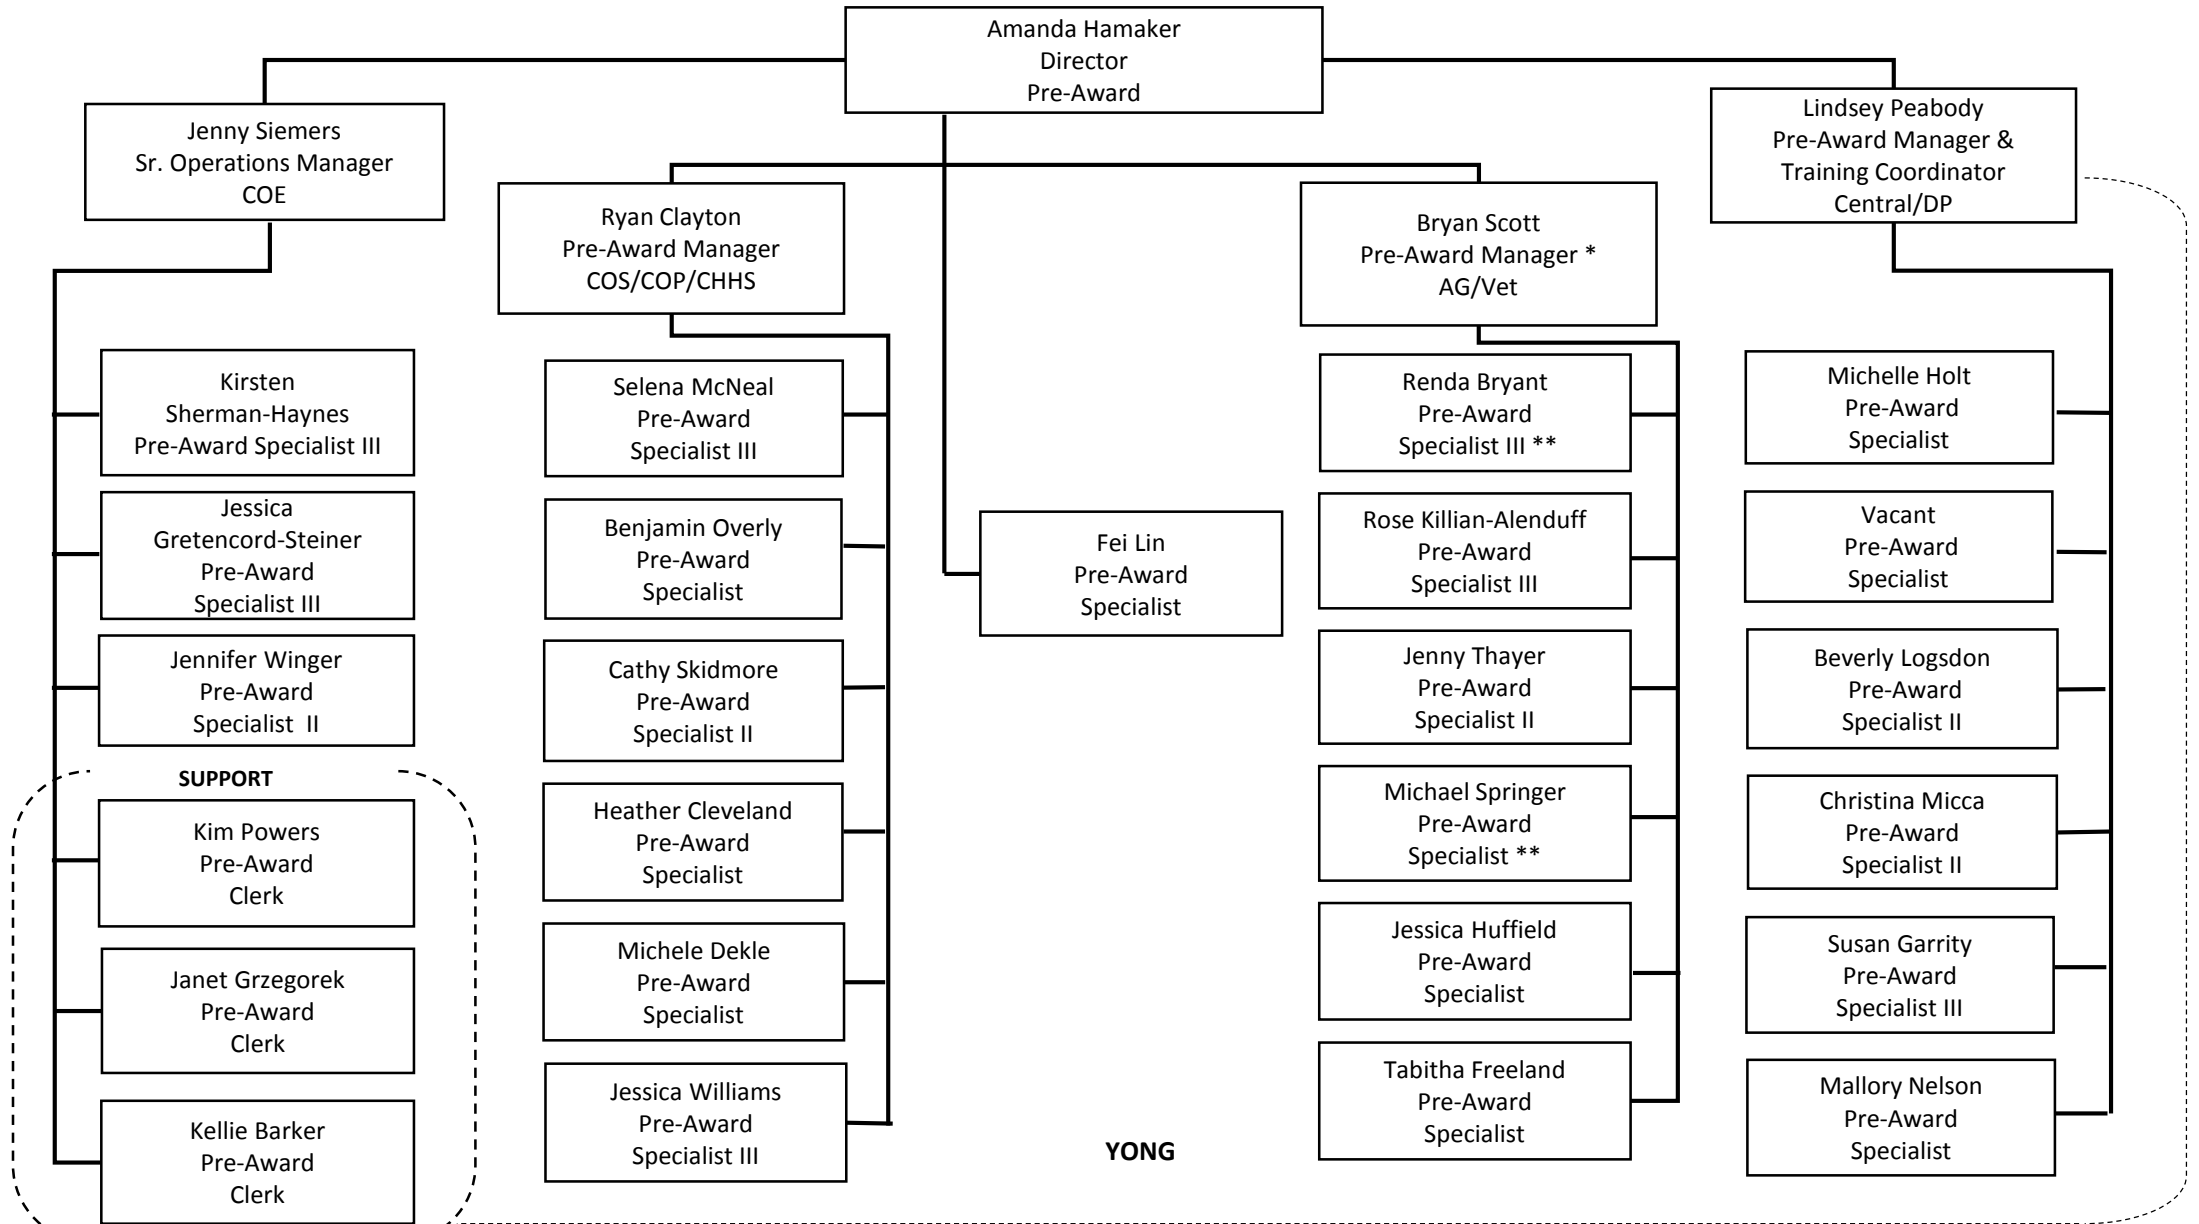 Amanda Hamaker
Director
Pre-Award
Jenny Siemers
Sr. Operations Manager
COE
Ryan Clayton
Pre-Award Manager
COS/COP/CHHS
Bryan Scott
Pre-Award Manager *
AG/Vet
Lindsey Peabody
Pre-Award Manager &
Training Coordinator
Central/DP
Kirsten
Sherman-Haynes
Pre-Award Specialist III
Jessica
Gretencord-Steiner
Pre-Award
Specialist III
Jennifer Winger
Pre-Award
Specialist  II
SUPPORT
Kim Powers
Pre-Award
Clerk
Janet Grzegorek
Pre-Award
Clerk
Kellie Barker
Pre-Award
Clerk
Selena McNeal
Pre-Award
Specialist III
Benjamin Overly
Pre-Award
Specialist
Cathy Skidmore
Pre-Award
Specialist II
Heather Cleveland
Pre-Award
Specialist
Michele Dekle
Pre-Award
Specialist
Jessica Williams
Pre-Award
Specialist III
Fei Lin
Pre-Award
Specialist
YONG
Renda Bryant
Pre-Award
Specialist III **
Rose Killian-Alenduff
Pre-Award
Specialist III
Jenny Thayer
Pre-Award
Specialist II
Michael Springer
Pre-Award
Specialist **
Jessica Huffield
Pre-Award
Specialist
Tabitha Freeland
Pre-Award
Specialist
Michelle Holt
Pre-Award
Specialist
Vacant
Pre-Award
Specialist
Beverly Logsdon
Pre-Award
Specialist II
Christina Micca
Pre-Award
Specialist II
Susan Garrity
Pre-Award
Specialist III
Mallory Nelson
Pre-Award
Specialist